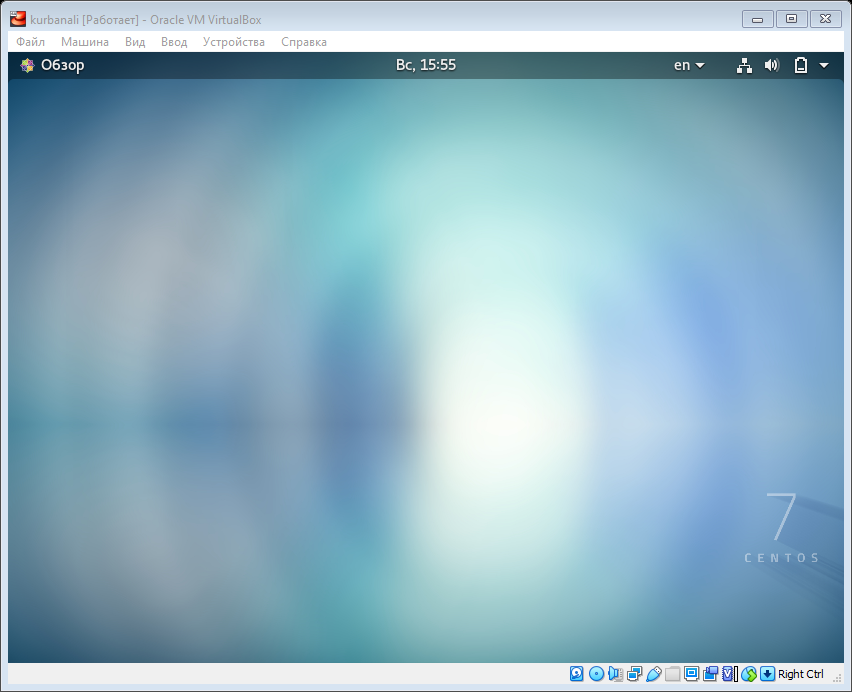 kurbanali [Работает] - Oracle VM VirtualBox
Файл Машина Вид Ввод Устройства Справка
Обзор Вс, 15:55 en
7
CENTOS
Right Ctrl